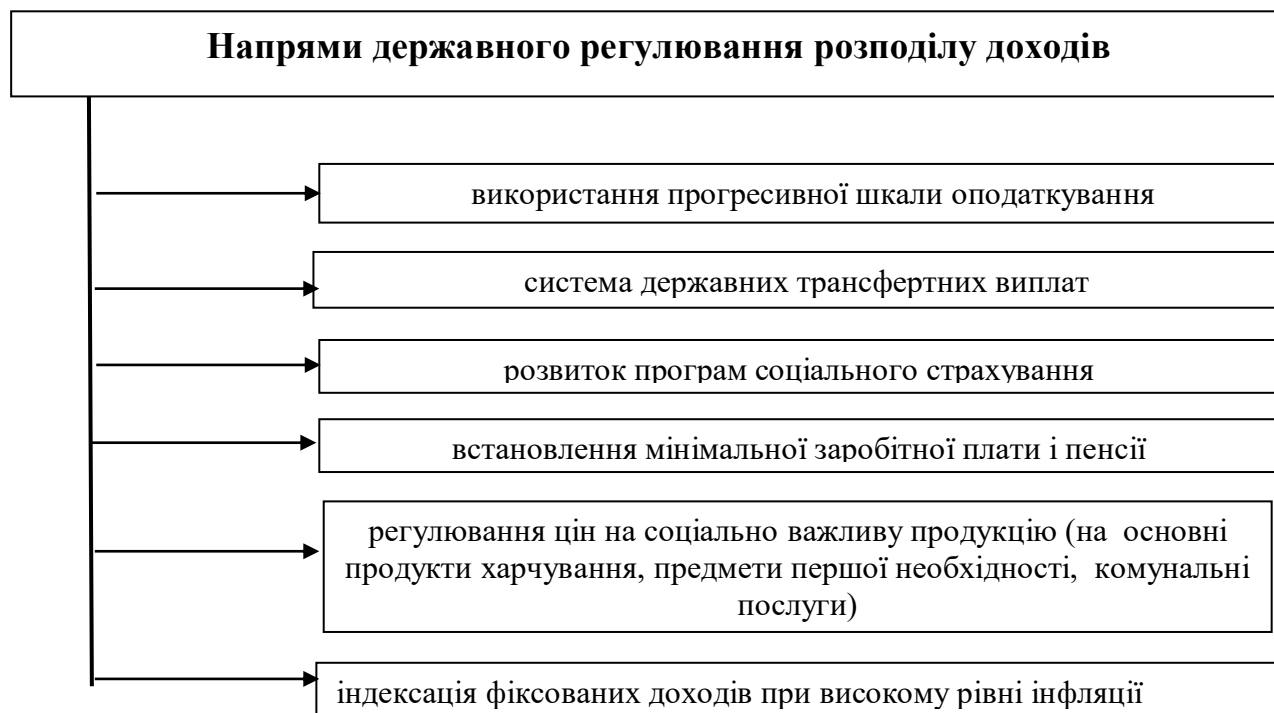 Напрями державного регулювання розподілу доходів
використання прогресивної шкали оподаткування
система державних трансфертних виплат
розвиток програм соціального страхування
встановлення мінімальної заробітної плати і пенсії
регулювання цін на соціально важливу продукцію (на основні
продукти харчування, предмети першої необхідності, комунальні
послуги)
індексація фіксованих доходів при високому рівні інфляції